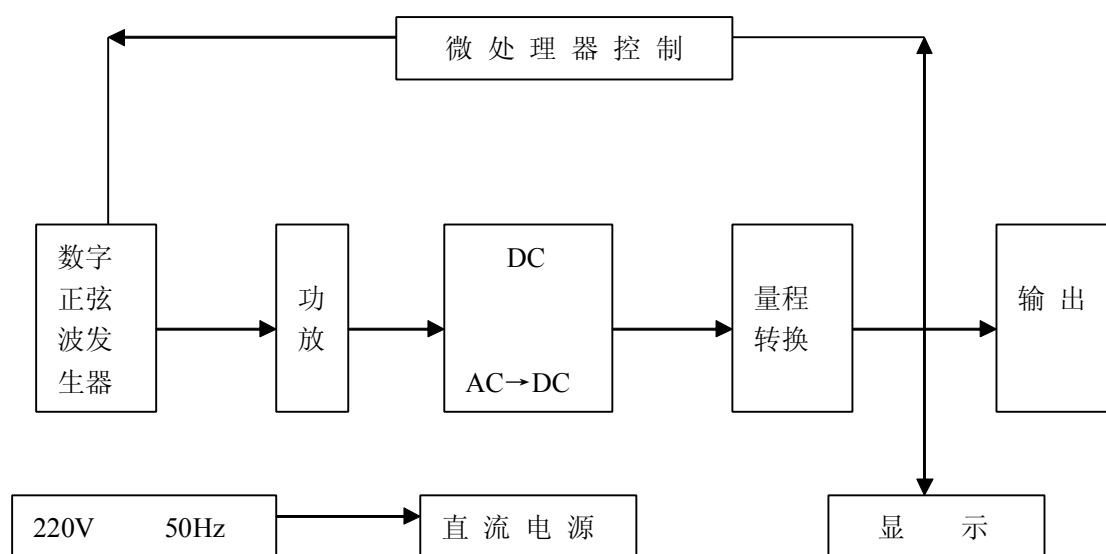 微 处 理 器 控 制
数字
正弦
波发
生器
功
放
DC
AC→DC
量程
转换
输 出
220V 50Hz
直 流 电 源
显 示